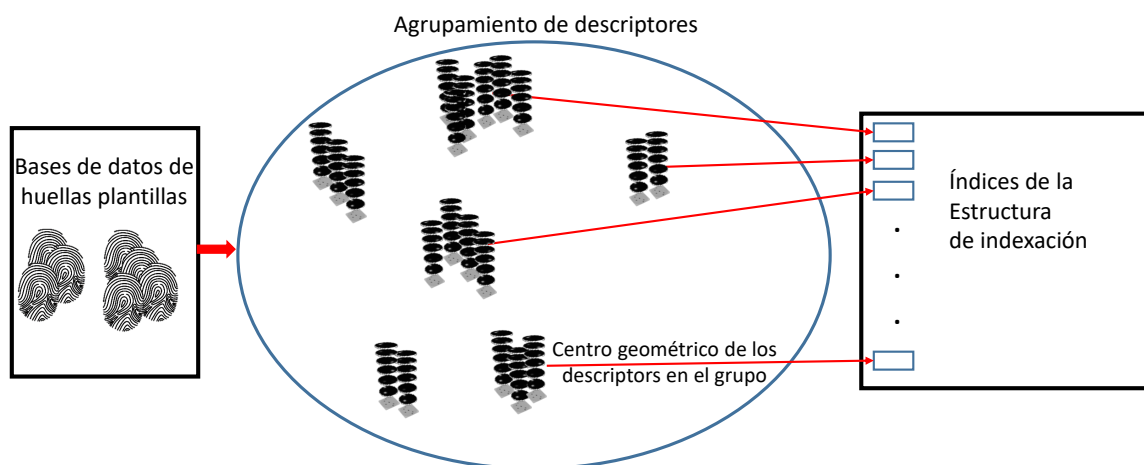 Agrupamiento de descriptores
Bases de datos de
huellas plantillas
Índices de la
Estructura
de indexación
Centro geométrico de los
descriptors en el grupo